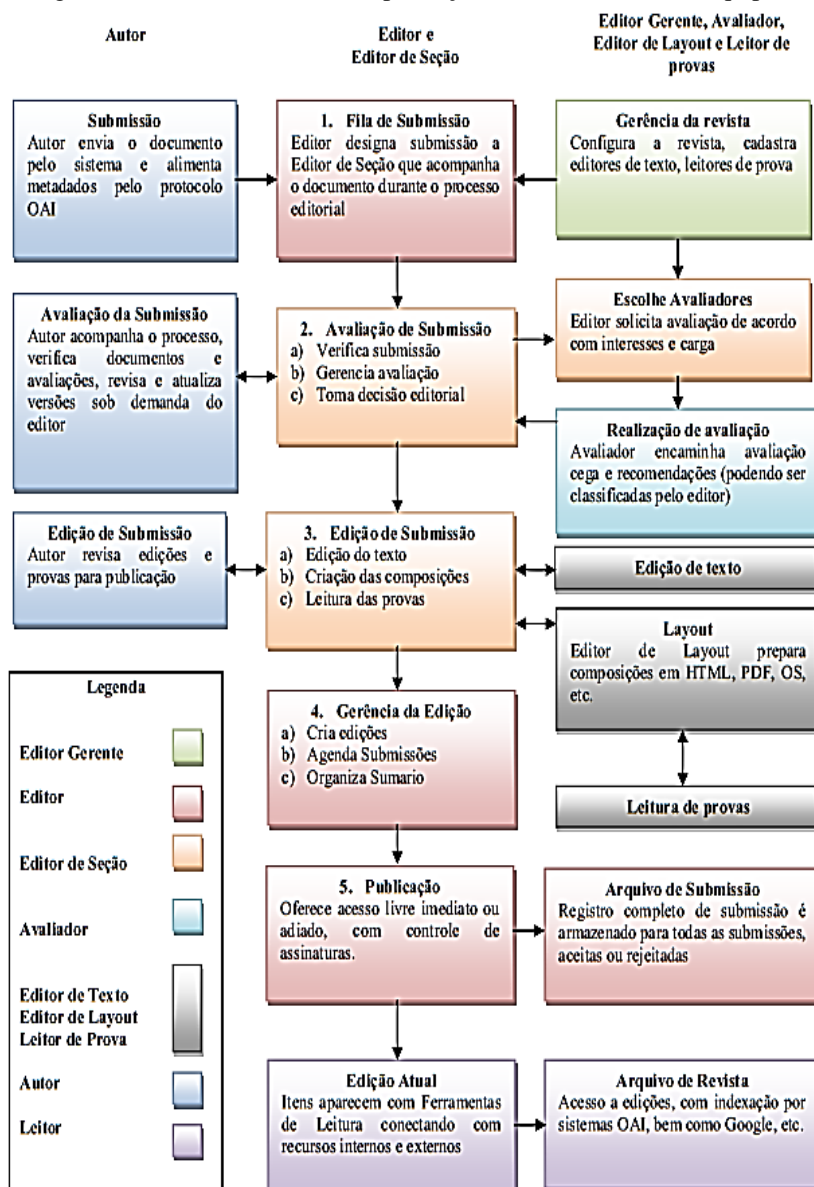 Autor
Editor e
Editor de Seção
Editor Gerente, Avaliador,
Editor de Layout e Leitor de
provas
Submissão
Autor envia o documento
pelo sistema e alimenta
metadados pelo protocolo
OAI
1. Fila de Submissão
Editor designa submissão a
Editor de Seção que acompanha
o documento durante o processo
editorial
Gerência da revista
Configura a revista, cadastra
editores de texto, leitores de prova
Avaliação da Submissão
Autor acompanha o processo,
verifica documentos e
avaliações, revisa e atualiza
versões sob demanda do
editor
2. Avaliação de Submissão
a) Verifica submissão
b) Gerencia avaliação
c) Toma decisão editorial
Escolhe Avaliadores
Editor solicita avaliação de acordo
com interesses e carga
Realização de avaliação
Avaliador encaminha avaliação
cega e recomendações (podendo ser
classificadas pelo editor)
Edição de Submissão
Autor revisa edições e
provas para publicação
3. Edição de Submissão
a) Edição do texto
b) Criação das composições
c) Leitura das provas
Edição de texto
Layout
Editor de Layout prepara
composições em HTML, PDF, OS,
etc.
Leitura de provas
4. Gerência da Edição
a) Cria edições
b) Agenda Submissões
c) Organiza Sumario
5. Publicação
Oferece acesso livre imediato ou
adiado, com controle de
assinaturas.
Arquivo de Submissão
Registro completo de submissão é
armazenado para todas as submissões,
aceitas ou rejeitadas
Edição Atual
Itens aparecem com Ferramentas
de Leitura conectando com
recursos internos e externos
Arquivo de Revista
Acesso a edições, com indexação por
sistemas OAI, bem como Google, etc.
Legenda
Editor Gerente
Editor
Editor de Seção
Avaliador
Editor de Texto
Editor de Layout
Leitor de Prova
Autor
Leitor